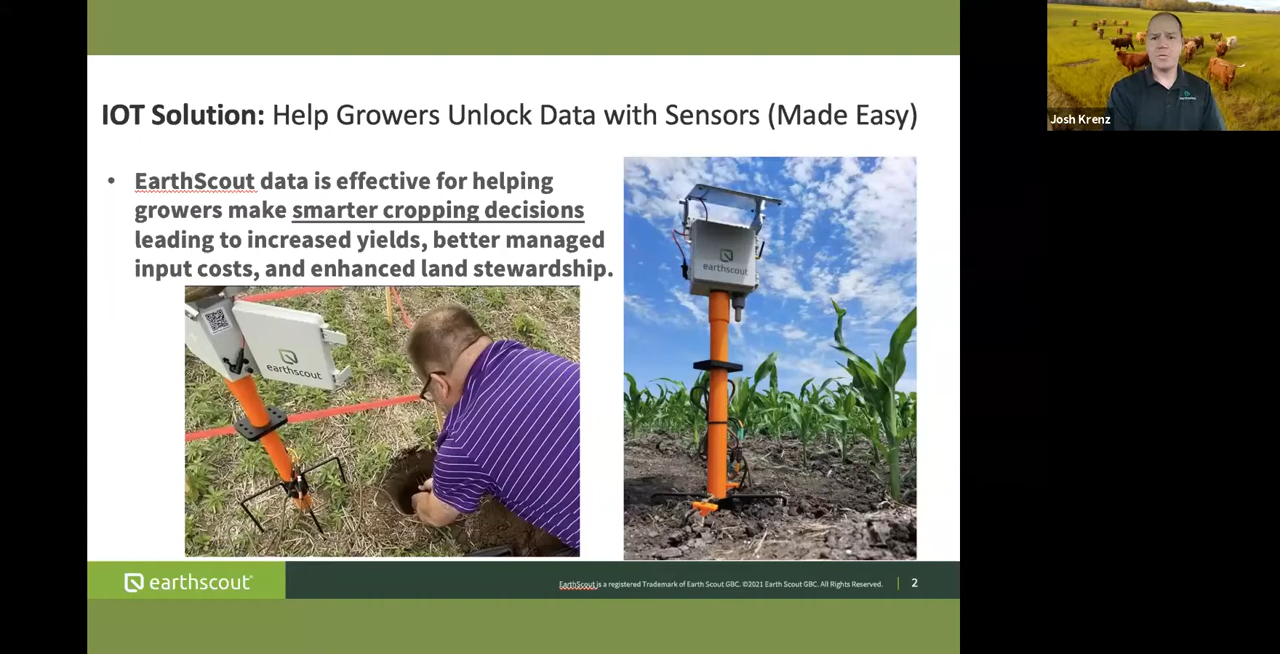 IOT Solution: Help Growers Unlock Data with Sensors (Made Easy)
• EarthScout data is effective for helping
growers make smarter cropping decisions
leading to increased yields, better managed
input costs, and enhanced land stewardship.
earthscout
earthscout
earthscout
EarthScout is a registered Trademark of Earth Scout GBC. ©2021 Earth Scout GBC. All Rights Reserved.
2
Josh Krenz